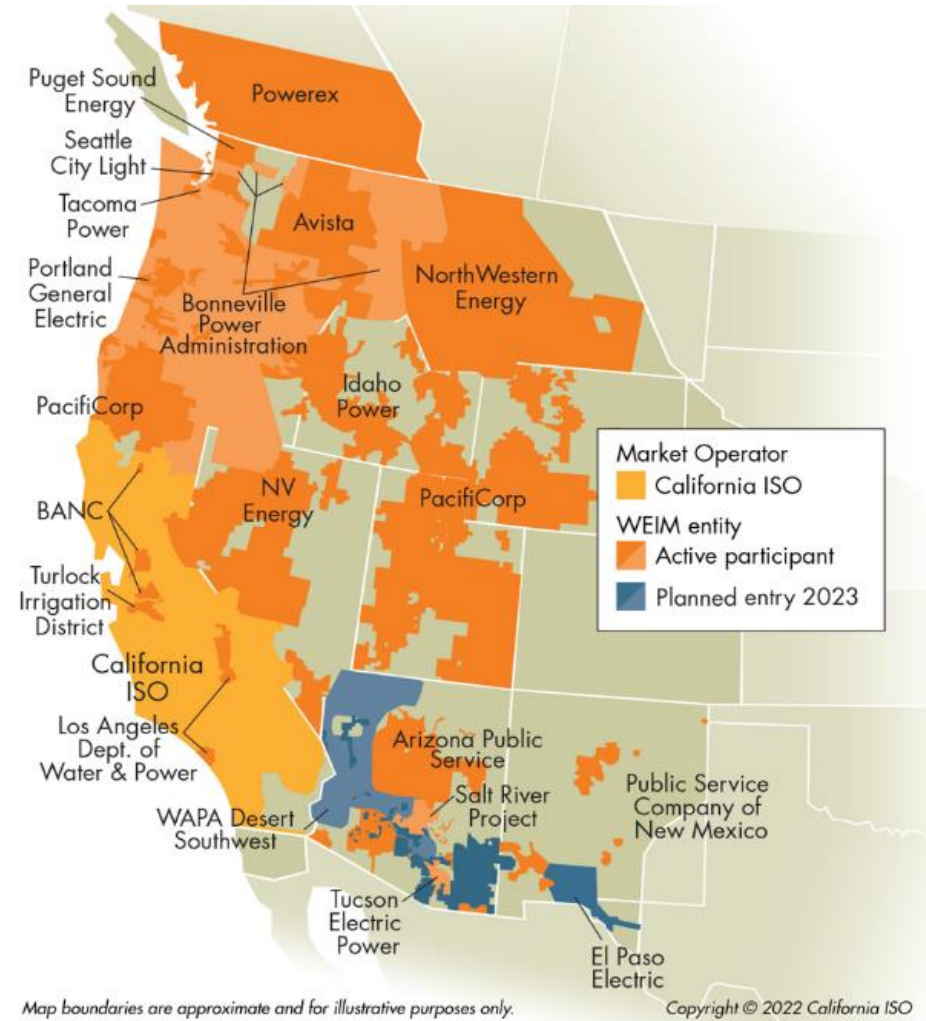 Powerex
Puget Sound
Energy
Seattle
City Light
Tacoma
Power
Avista
Portland
General
Electric
NorthWestern
Energy
Bonneville
Power
Administration
Idaho
Power
PacifiCorp
NV
Energy
PacifiCorp
BANC
Turlock
Irrigation
District
California
ISO
Los Angeles
Dept. of
Water & Power
Arizona Public
Service
Salt River
Project
Public Service
Company of
New Mexico
WAPA Desert
Southwest
Tucson
Electric
Power
El Paso
Electric
Market Operator
California ISO
WEIM entity
Active participant
Planned entry 2023
Map boundaries are approximate and for illustrative purposes only.
Copyright © 2022 California ISO